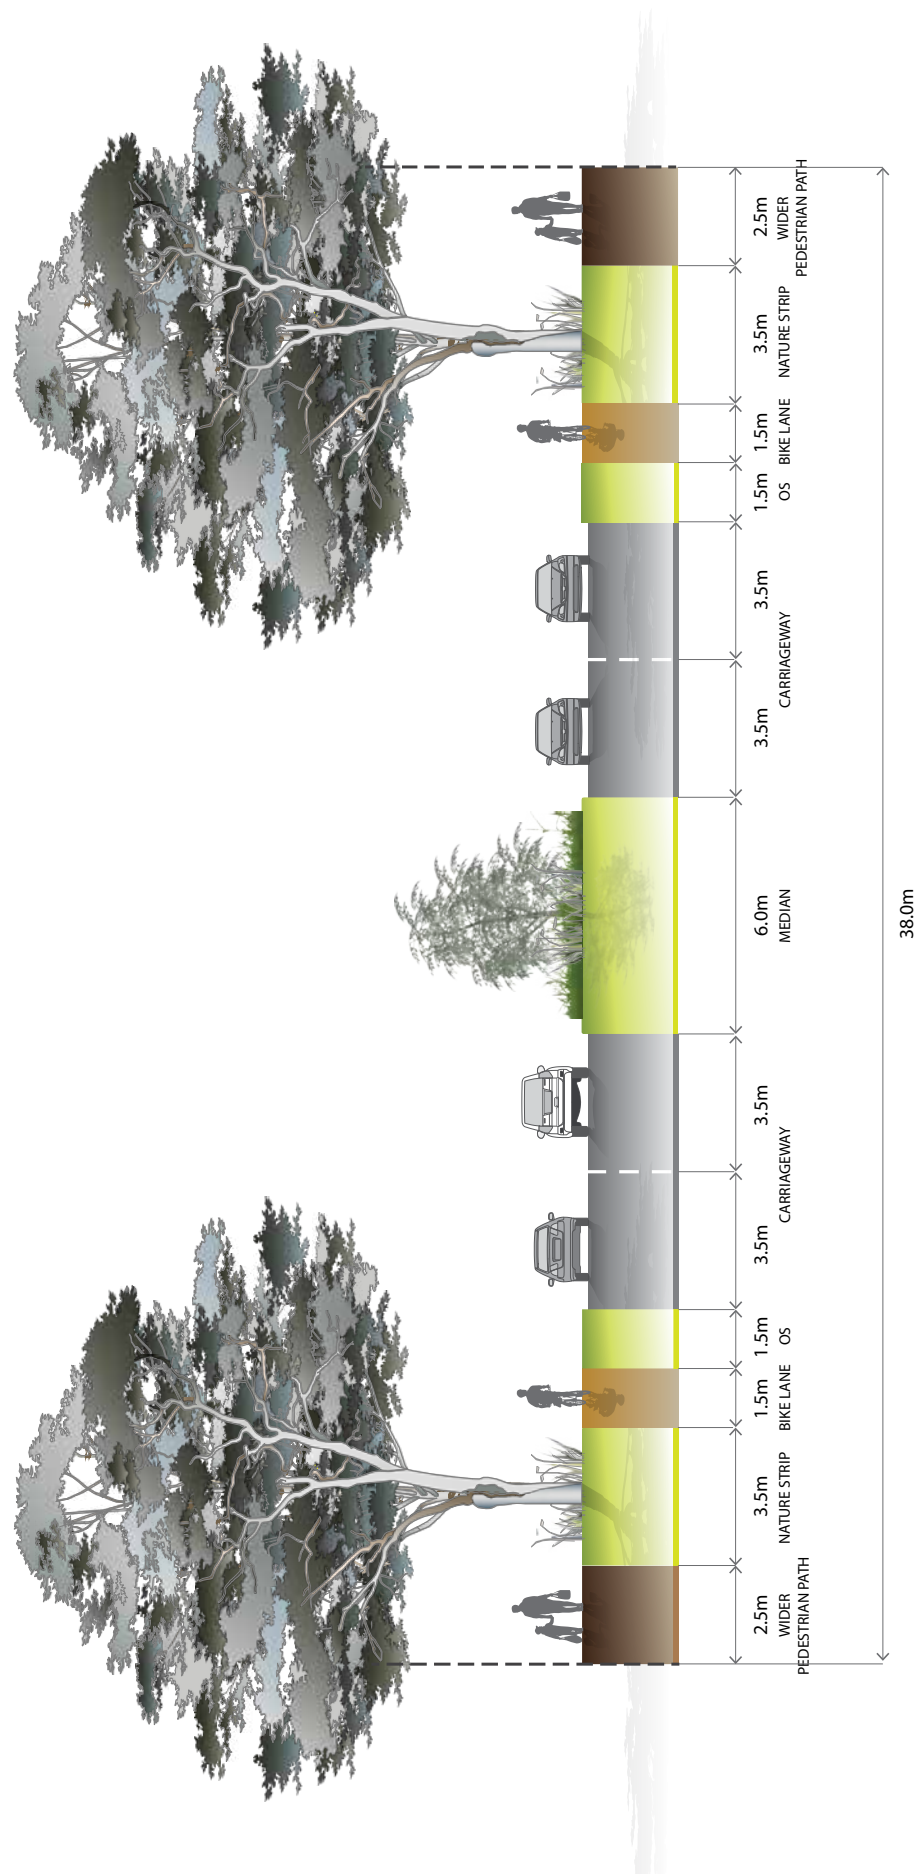 2.5m
WIDER
PEDESTRIAN PATH
3.5m
NATURE STRIP
1.5m
BIKE LANE
1.5m
OS
3.5m
3.5m
CARRIAGEWAY
6.0m
MEDIAN
3.5m
3.5m
CARRIAGEWAY
1.5m
OS
1.5m
BIKE LANE
3.5m
NATURE STRIP
2.5m
WIDER
PEDESTRIAN PATH
38.0m